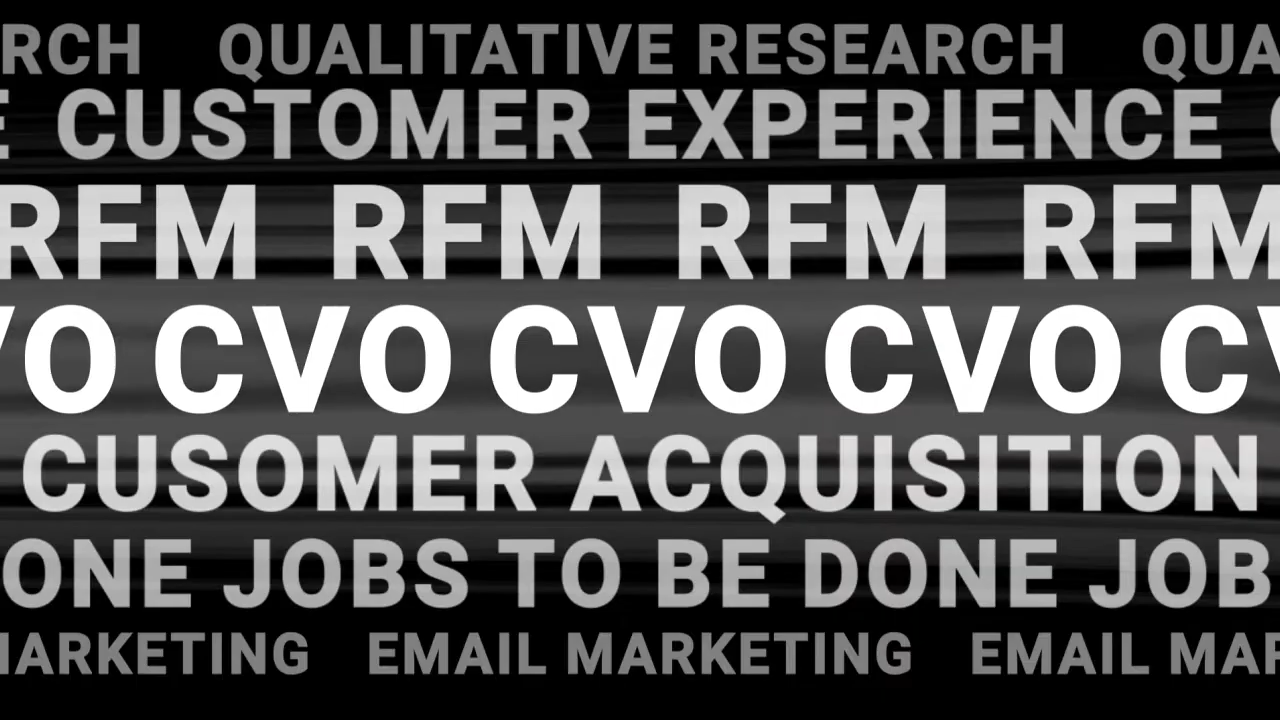 RCH QUALITATIVE RESEARCH QUA
E CUSTOMER EXPERIENCE C
RFM RFM RFM RFM
VO CVO CVO CVO CV
CUSOMER ACQUISITION
ONE JOBS TO BE DONE JOB
MARKETING EMAIL MARKETING EMAIL MAR